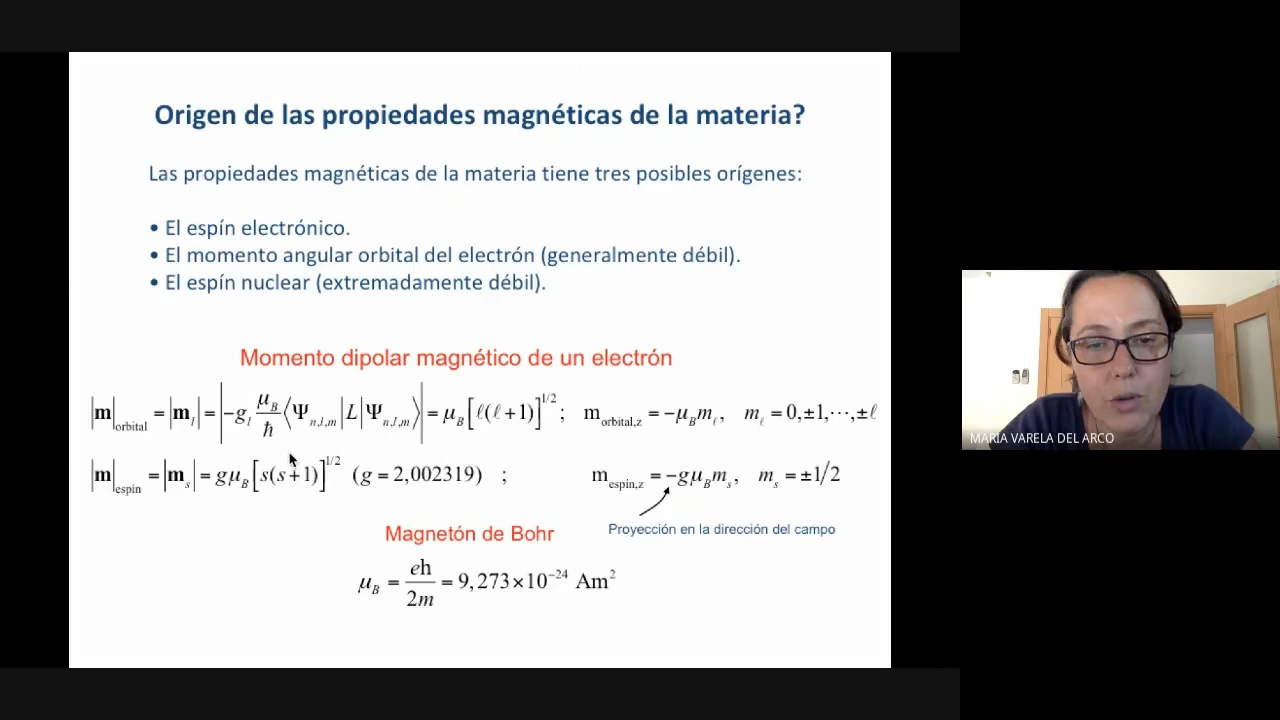 Origen de las propiedades magnéticas de la materia?
Las propiedades magnéticas de la materia tiene tres posibles orígenes:
• El espín electrónico.
• El momento angular orbital del electrón (generalmente débil).
• El espín nuclear (extremadamente débil).
Momento dipolar magnético de un electrón
|m|orbital = |m_l| = |−g_l μ_B/ħ ⟨Ψ_n,l,m|L|Ψ_n,l,m⟩| = μ_B[ℓ(ℓ+1)]^1/2; m_orbital,z = −μ_B m_ℓ, m_ℓ = 0,±1,⋯,±ℓ
|m|espín = |m_s| = gμ_B[s(s+1)]^1/2 (g = 2,002319) ; m_espín,z = −gμ_B m_s, m_s = ±1/2
Proyección en la dirección del campo
Magnetón de Bohr
μ_B = eh/2m = 9,273×10^−24 Am^2
MARIA VARELA DEL ARCO